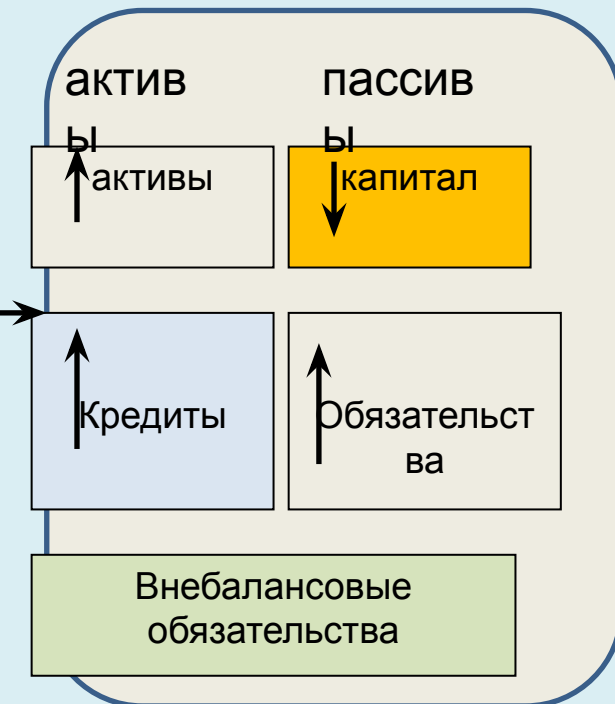 актив
ы
пассив
ы
активы
капитал
Кредиты
Обязательст
ва
Внебалансовые
обязательства